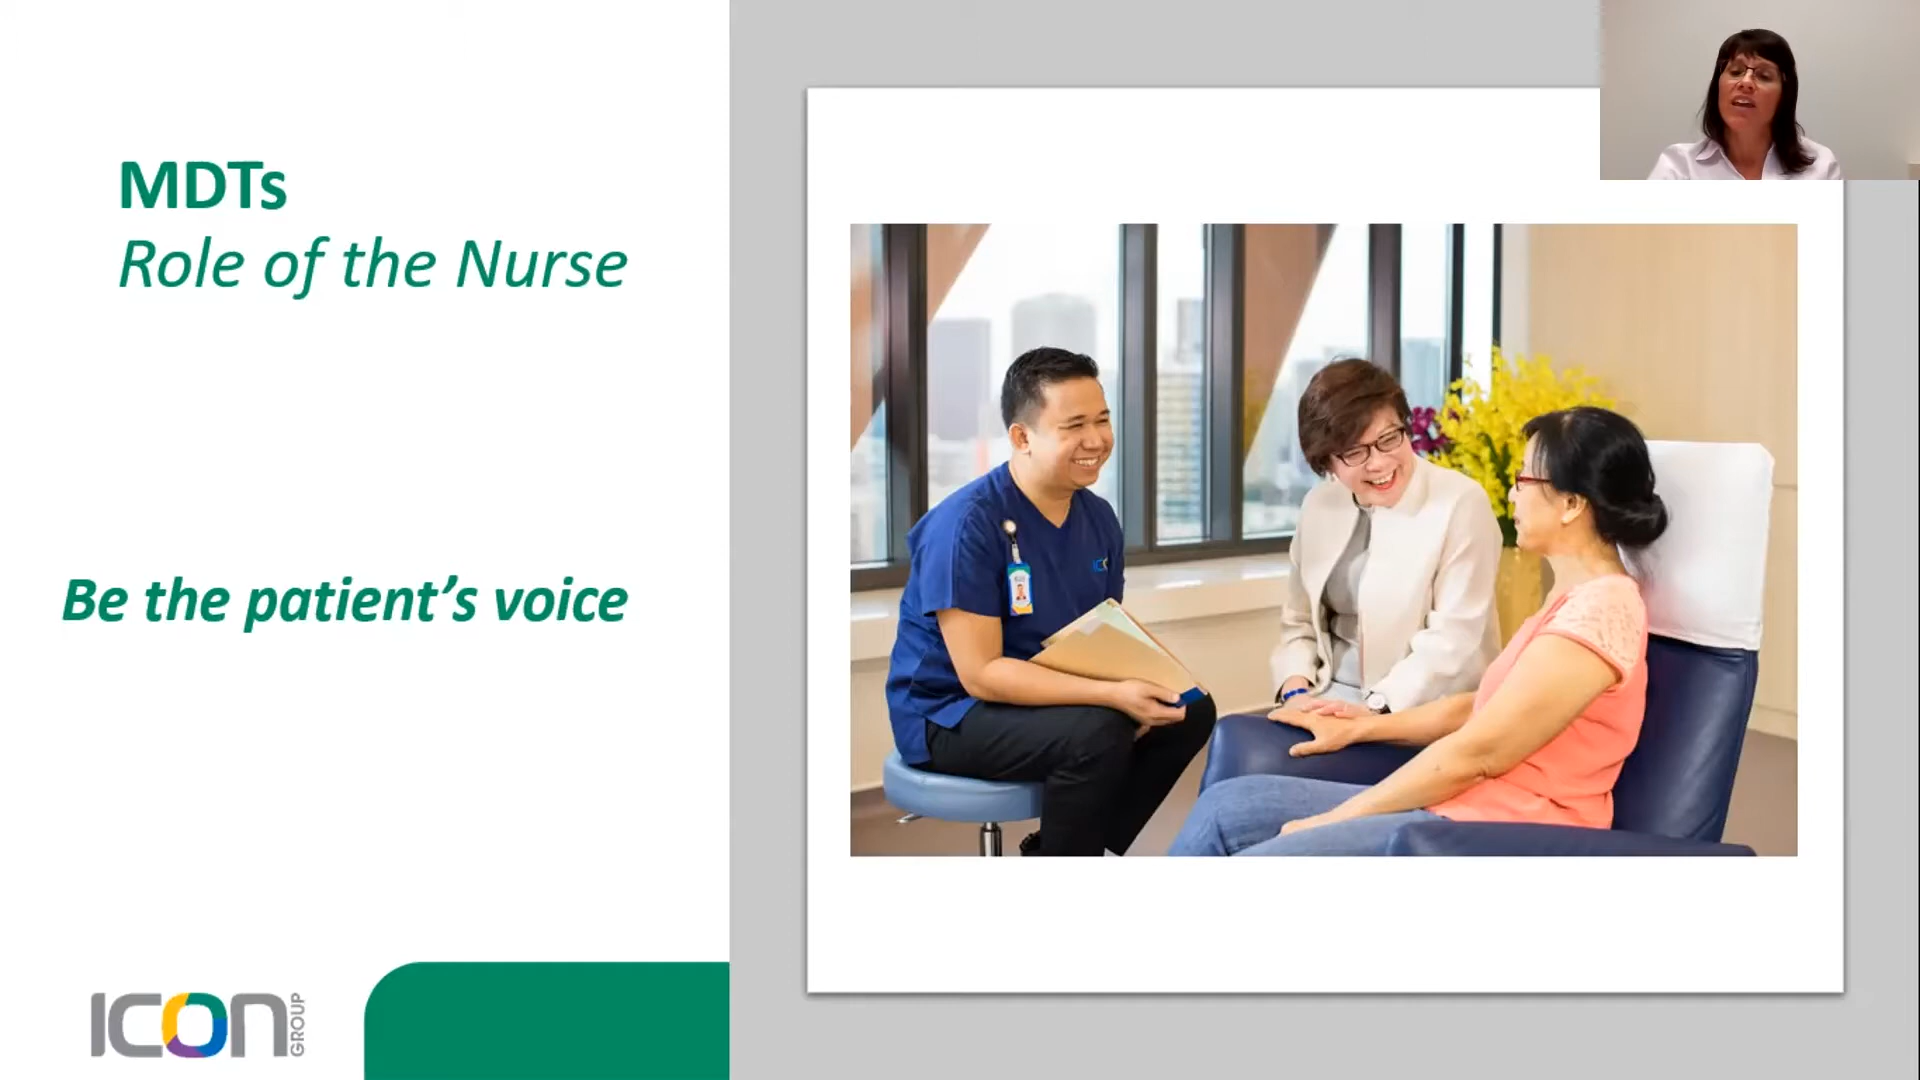 MDTs
Role of the Nurse
Be the patient's voice
ICON GROUP